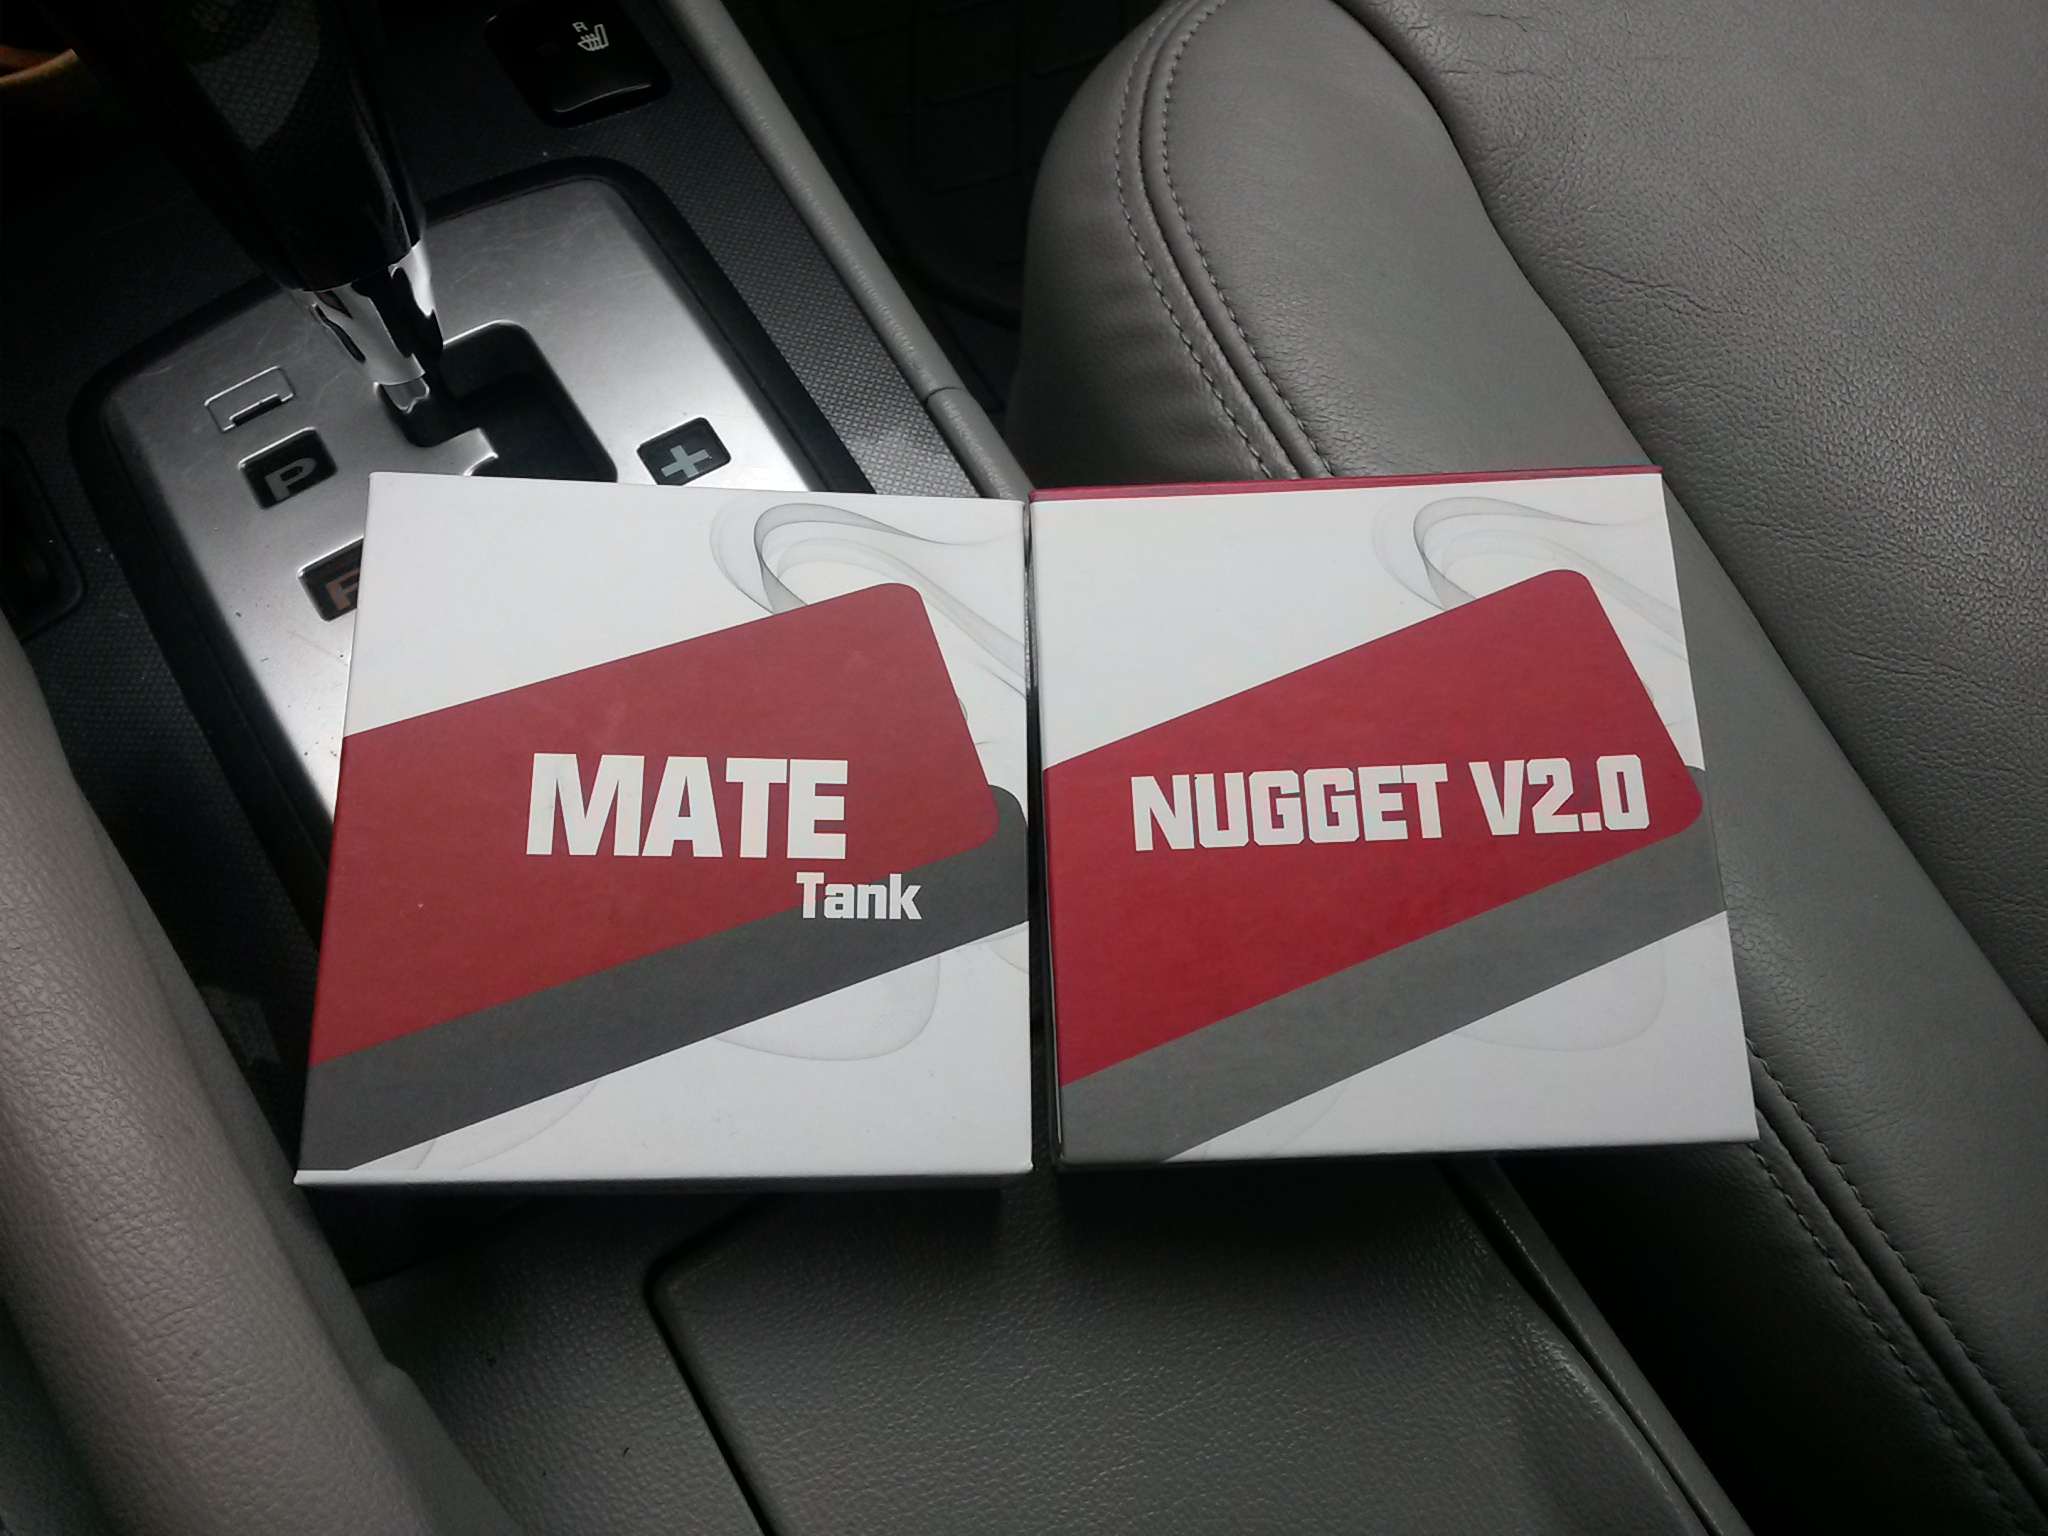 R
P
+
R
MATE
Tank
NUGGET V2.0